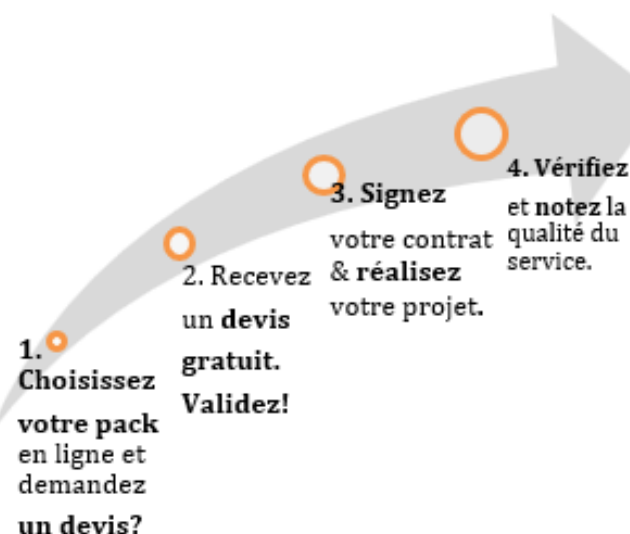 1.
Choisissez
votre pack
en ligne et
demandez
un devis?
2. Recevez
un devis
gratuit.
Validez!
3. Signez
votre contrat
& réalisez
votre projet.
4. Vérifiez
et notez la
qualité du
service.